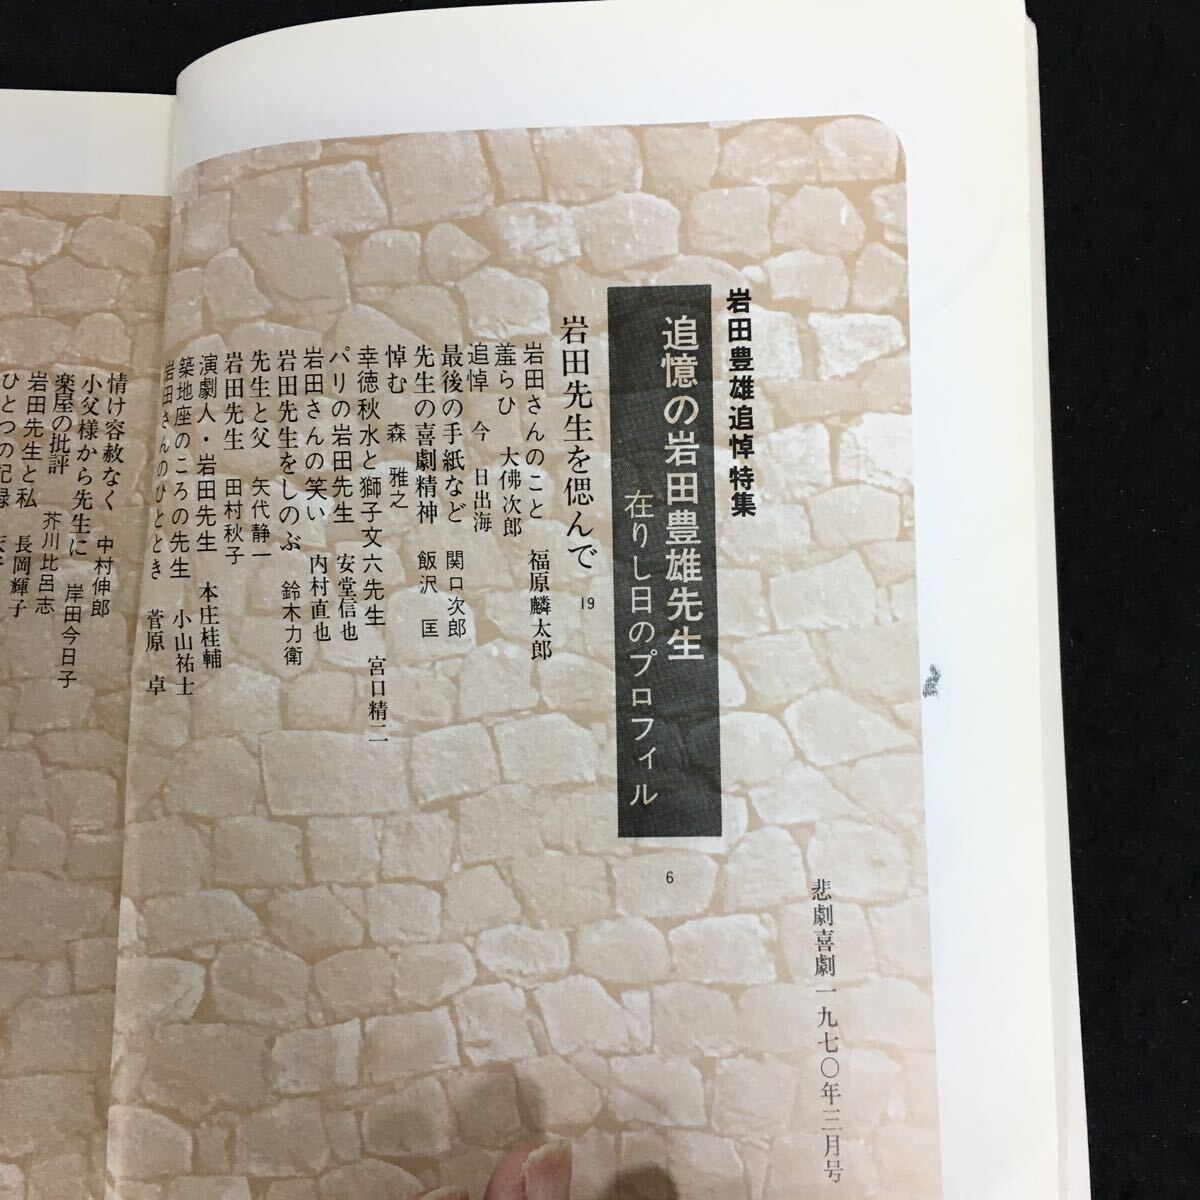 岩田豊雄追悼特集
追憶の岩田豊雄先生
在りし日のプロフィル
6
悲劇喜劇一九七〇年三月号
岩田先生を偲んで 19
岩田さんのこと 福原麟太郎
羞らひ 大佛次郎
追悼 今 日出海
最後の手紙など 関口次郎
先生の喜劇精神 飯沢 匡
悼む 森 雅之
幸徳秋水と獅子文六先生 宮口精二
パリの岩田先生 安堂信也
岩田さんの笑い 内村直也
岩田先生をしのぶ 鈴木力衛
先生と父 矢代静一
岩田先生 田村秋子
演劇人・岩田先生 本庄桂輔
築地座のころの先生 小山祐士
岩田さんのひととき 菅原 卓
情け容赦なく 中村伸郎
小父様から先生に 岸田今日子
楽屋の批評 芥川比呂志
岩田先生と私 長岡輝子
ひとつの記録